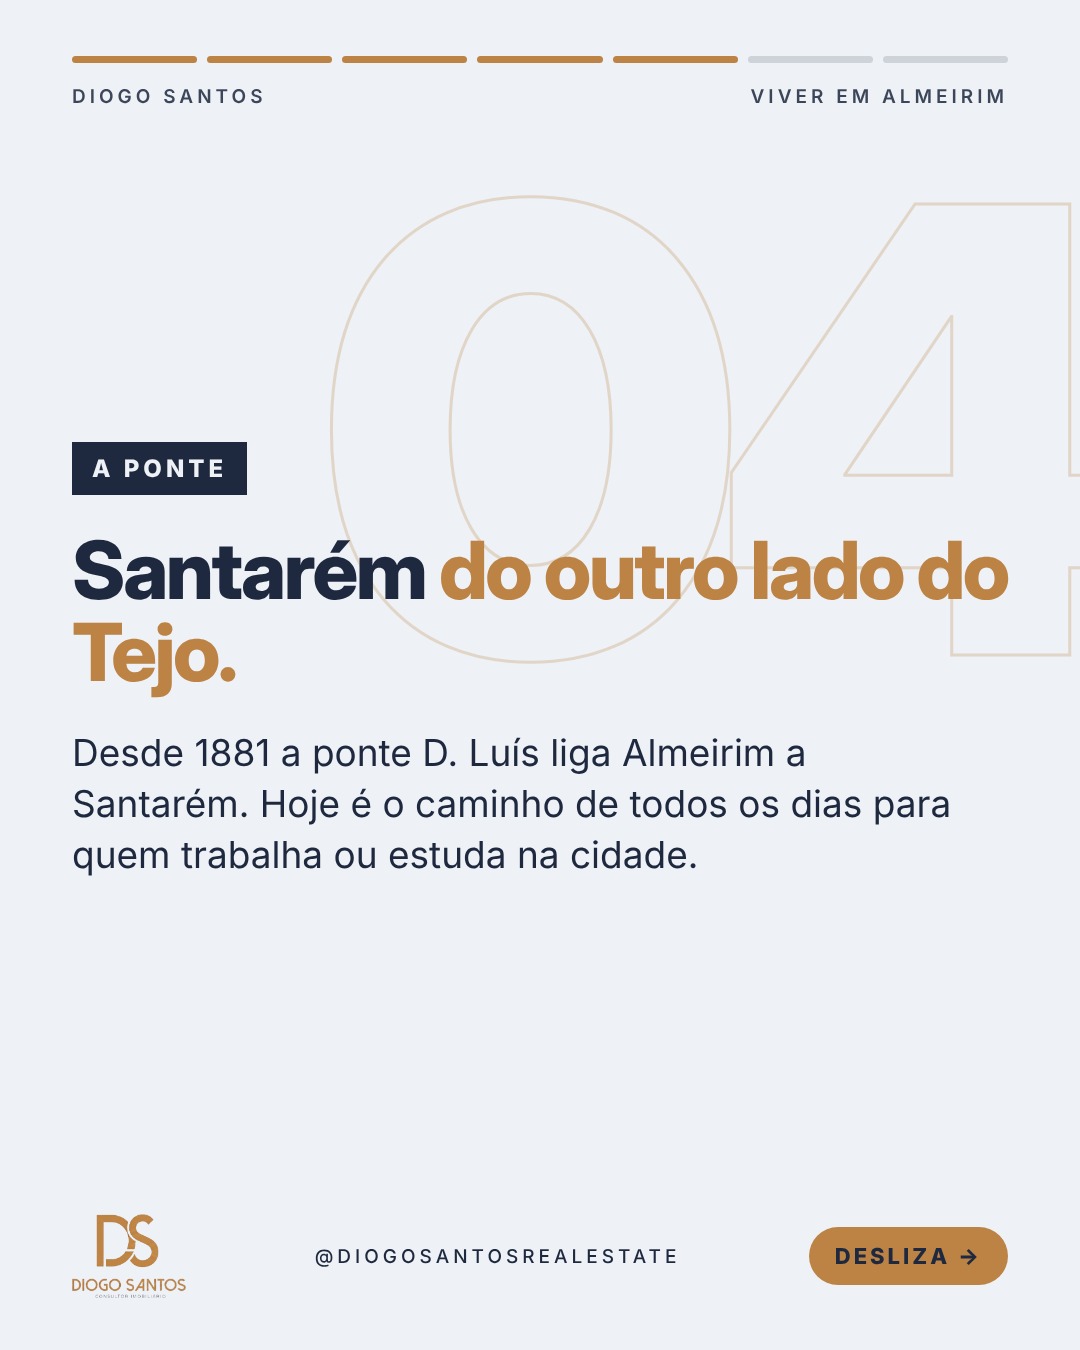 DIOGO SANTOS
VIVER EM ALMEIRIM
04
A PONTE
Santarém do outro lado do
Tejo.
Desde 1881 a ponte D. Luís liga Almeirim a
Santarém. Hoje é o caminho de todos os dias para
quem trabalha ou estuda na cidade.
DS
DIOGO SANTOS
CONSULTOR IMOBILIÁRIO
@DIOGOSANTOSREALESTATE
DESLIZA →